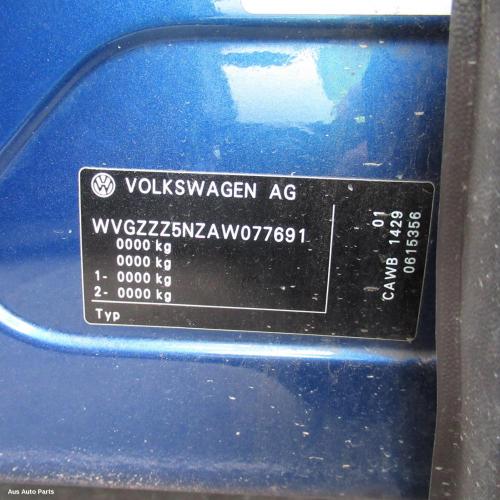 VOLKSWAGEN AG
WVGZZZ5NZAW077691
0000 kg
0000 kg
1- 0000 kg
2- 0000 kg
Typ
01
CAWB 1429
0615356
Aus Auto Parts